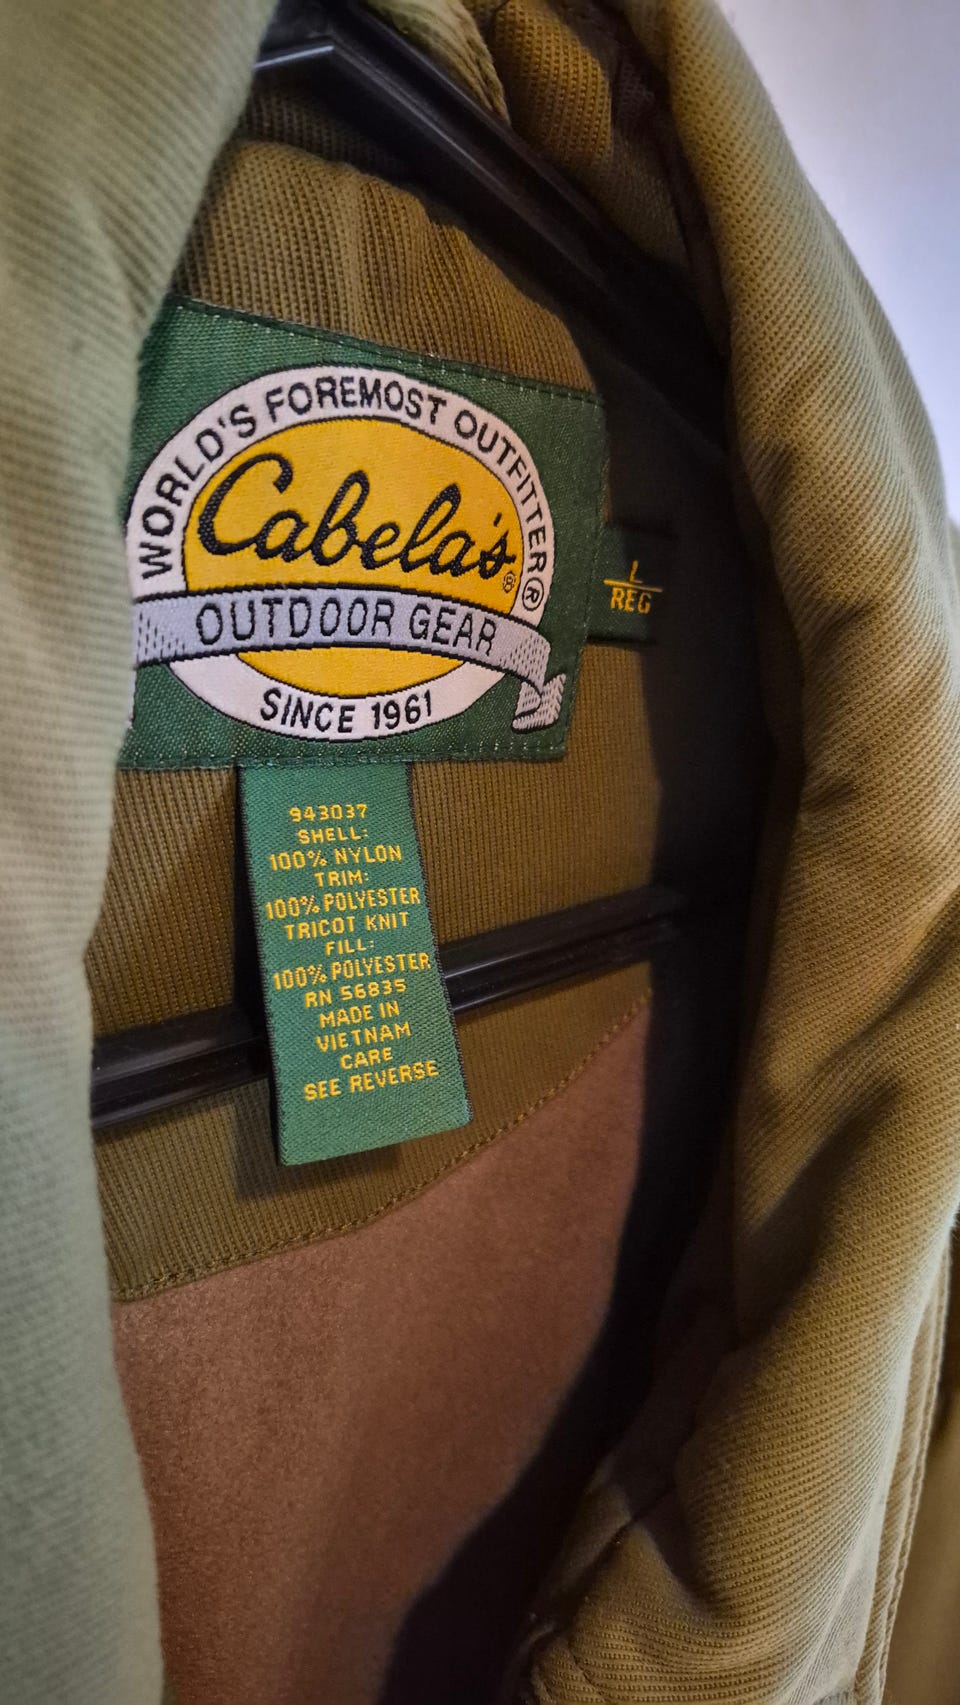 WORLD'S FOREMOST OUTFITTER®
Cabela's®
OUTDOOR GEAR
SINCE 1961
L
REG
943037
SHELL:
100% NYLON
TRIM:
100% POLYESTER
TRICOT KNIT
FILL:
100% POLYESTER
RN 56835
MADE IN
VIETNAM
CARE
SEE REVERSE